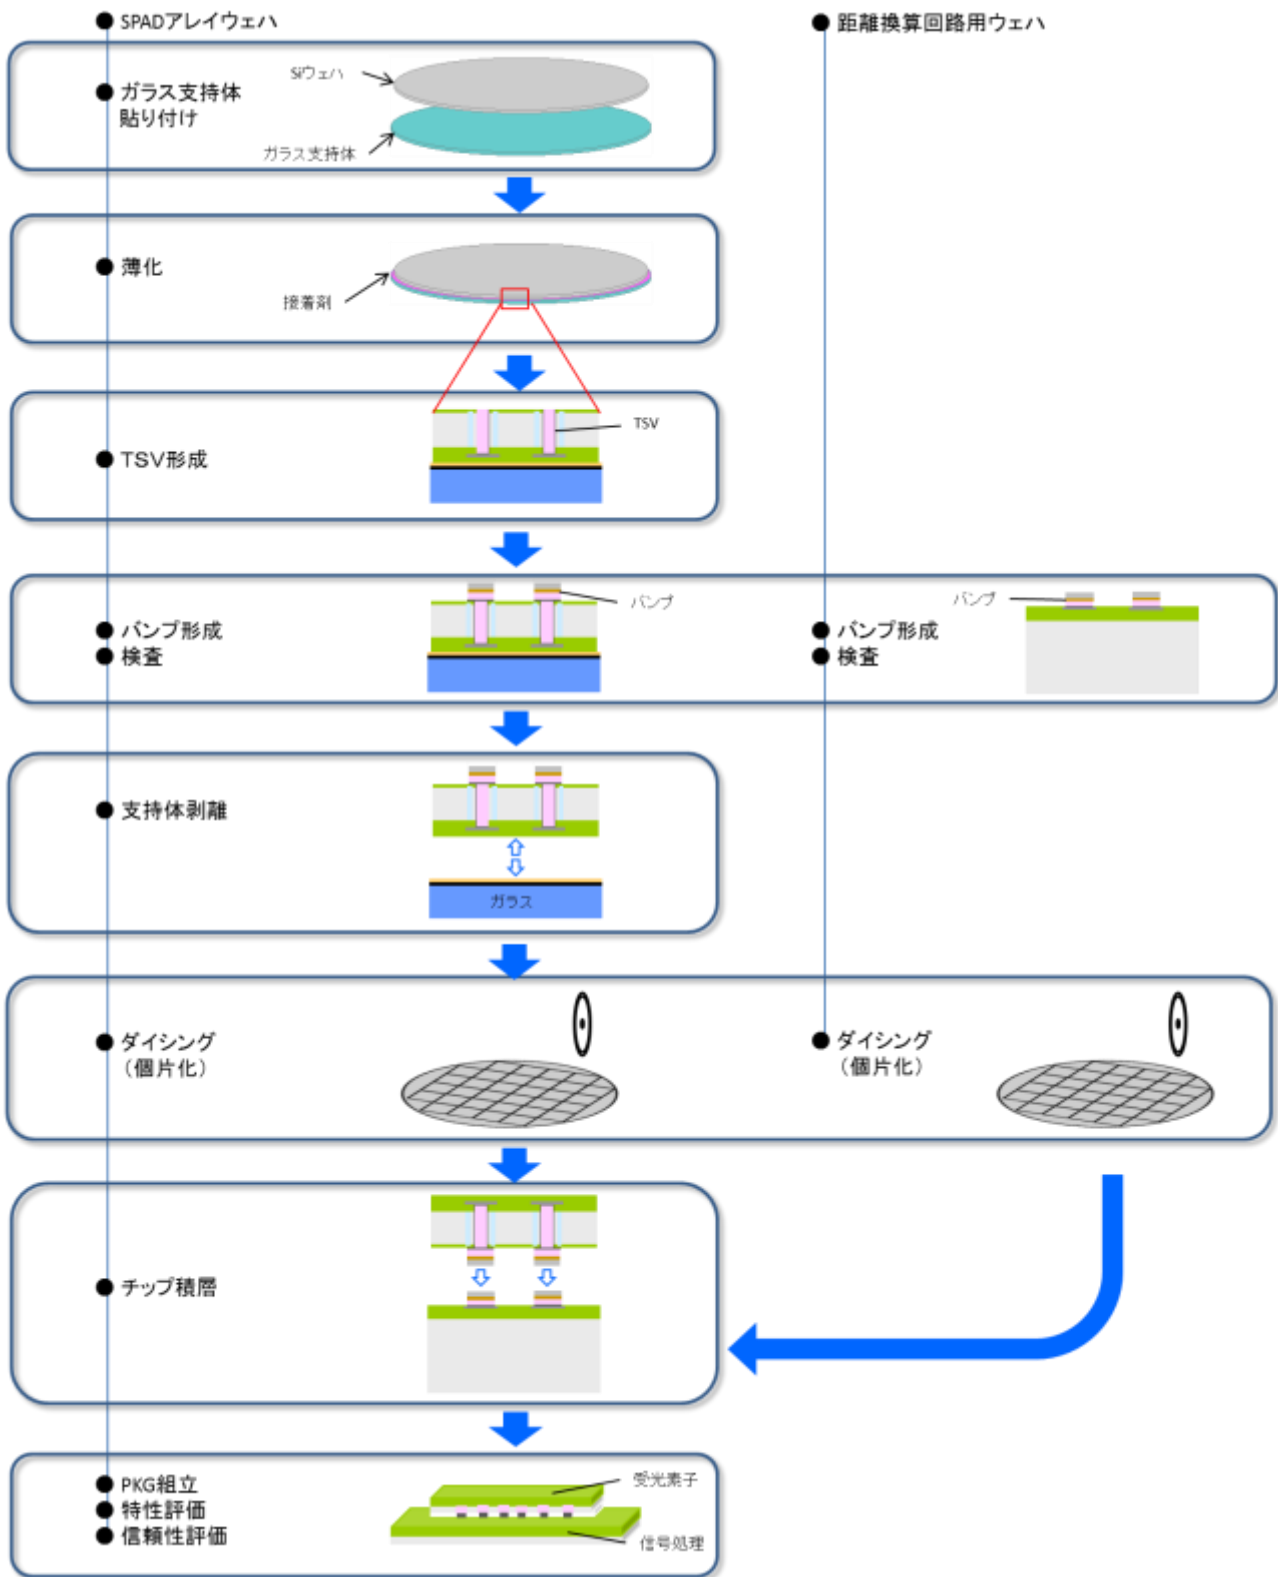 SPADアレイウェハ
距離換算回路用ウェハ
Siウェハ
ガラス支持体
貼り付け
ガラス支持体
薄化
接着剤
TSV
TSV形成
バンプ
バンプ
バンプ形成
バンプ形成
検査
検査
支持体剥離
ガラス
ダイシング
(個片化)
ダイシング
(個片化)
チップ積層
受光素子
PKG組立
特性評価
信頼性評価
信号処理